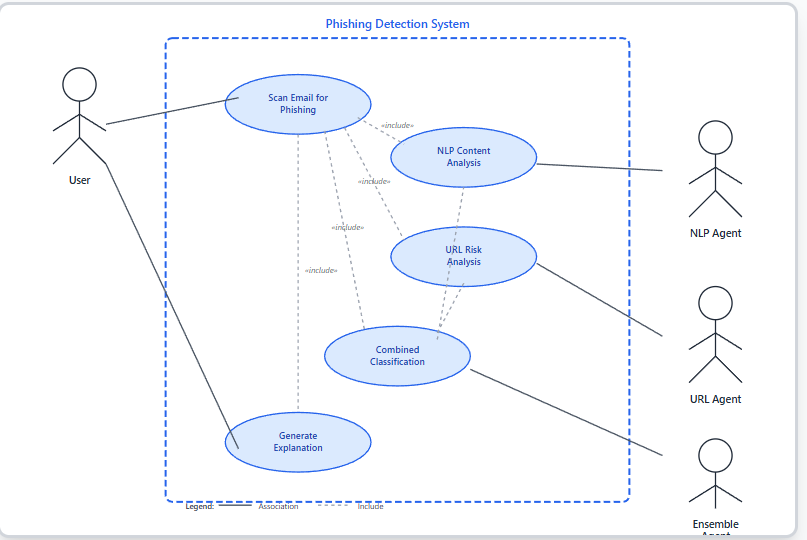 Phishing Detection System
Scan Email for
Phishing
«include»
NLP Content
Analysis
User
«include»
NLP Agent
«include»
URL Risk
Analysis
«include»
Combined
Classification
URL Agent
Generate
Explanation
Legend:
Association
Include
Ensemble
Agent